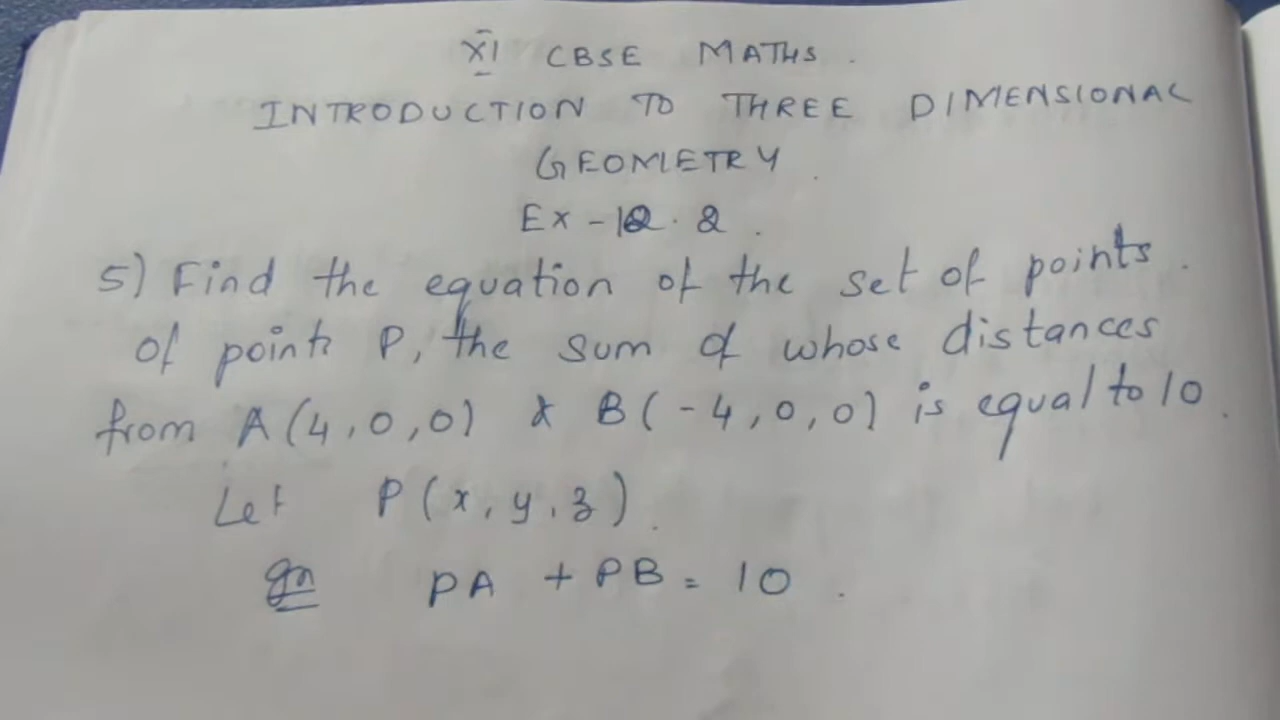 XI CBSE MATHS.
INTRODUCTION TO THREE DIMENSIONAL
GEOMETRY.
Ex - 12.2.
5) Find the equation of the set of points.
of points P, the sum of whose distances
from A(4,0,0) & B(-4,0,0) is equal to 10.
Let P(x,y,z).
gn PA + PB = 10.